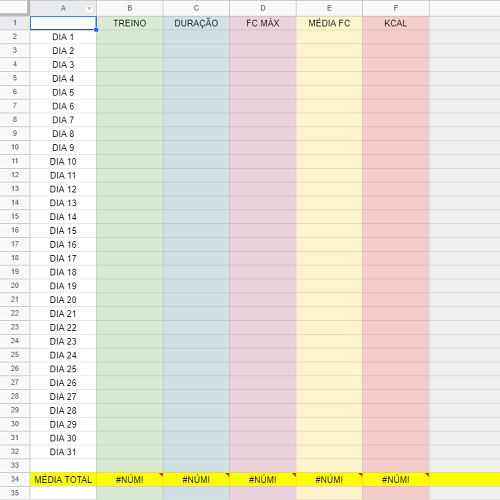 A B C D E F
1 TREINO DURAÇÃO FC MÁX MÉDIA FC KCAL
2 DIA 1
3 DIA 2
4 DIA 3
5 DIA 4
6 DIA 5
7 DIA 6
8 DIA 7
9 DIA 8
10 DIA 9
11 DIA 10
12 DIA 11
13 DIA 12
14 DIA 13
15 DIA 14
16 DIA 15
17 DIA 16
18 DIA 17
19 DIA 18
20 DIA 19
21 DIA 20
22 DIA 21
23 DIA 22
24 DIA 23
25 DIA 24
26 DIA 25
27 DIA 26
28 DIA 27
29 DIA 28
30 DIA 29
31 DIA 30
32 DIA 31
33
34 MÉDIA TOTAL #NÚM! #NÚM! #NÚM! #NÚM! #NÚM!
35